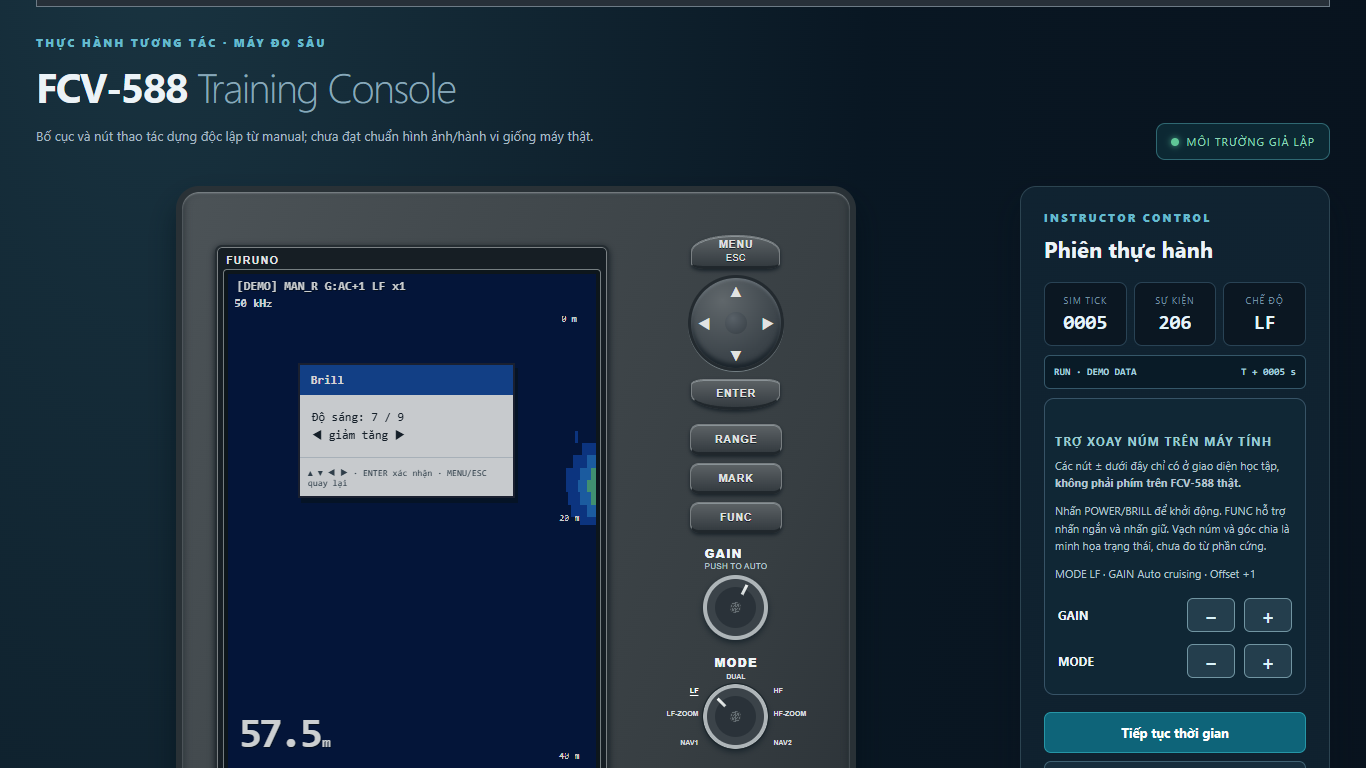 THỰC HÀNH TƯƠNG TÁC · MÁY ĐO SÂU
FCV-588 Training Console
Bố cục và nút thao tác dựng độc lập từ manual; chưa đạt chuẩn hình ảnh/hành vi giống máy thật.
MÔI TRƯỜNG GIẢ LẬP
FURUNO
[DEMO] MAN_R G:AC+1 LF x1
50 kHz
0 m
Brill
Độ sáng: 7 / 9
◀ giảm tăng ▶
▲ ▼ ◀ ▶ · ENTER xác nhận · MENU/ESC
quay lại
20 m
57.5m
40 m
MENU
ESC
▲
◀ ▶
▼
ENTER
RANGE
MARK
FUNC
GAIN
PUSH TO AUTO
MODE
DUAL
LF HF
LF-ZOOM HF-ZOOM
NAV1 NAV2
INSTRUCTOR CONTROL
Phiên thực hành
SIM TICK SỰ KIỆN CHẾ ĐỘ
0005 206 LF
RUN · DEMO DATA T + 0005 s
TRỢ XOAY NÚM TRÊN MÁY TÍNH
Các nút ± dưới đây chỉ có ở giao diện học tập,
không phải phím trên FCV-588 thật.
Nhấn POWER/BRILL để khởi động. FUNC hỗ trợ
nhấn ngắn và nhấn giữ. Vạch núm và góc chia là
minh họa trạng thái, chưa đo từ phần cứng.
MODE LF · GAIN Auto cruising · Offset +1
GAIN − +
MODE − +
Tiếp tục thời gian